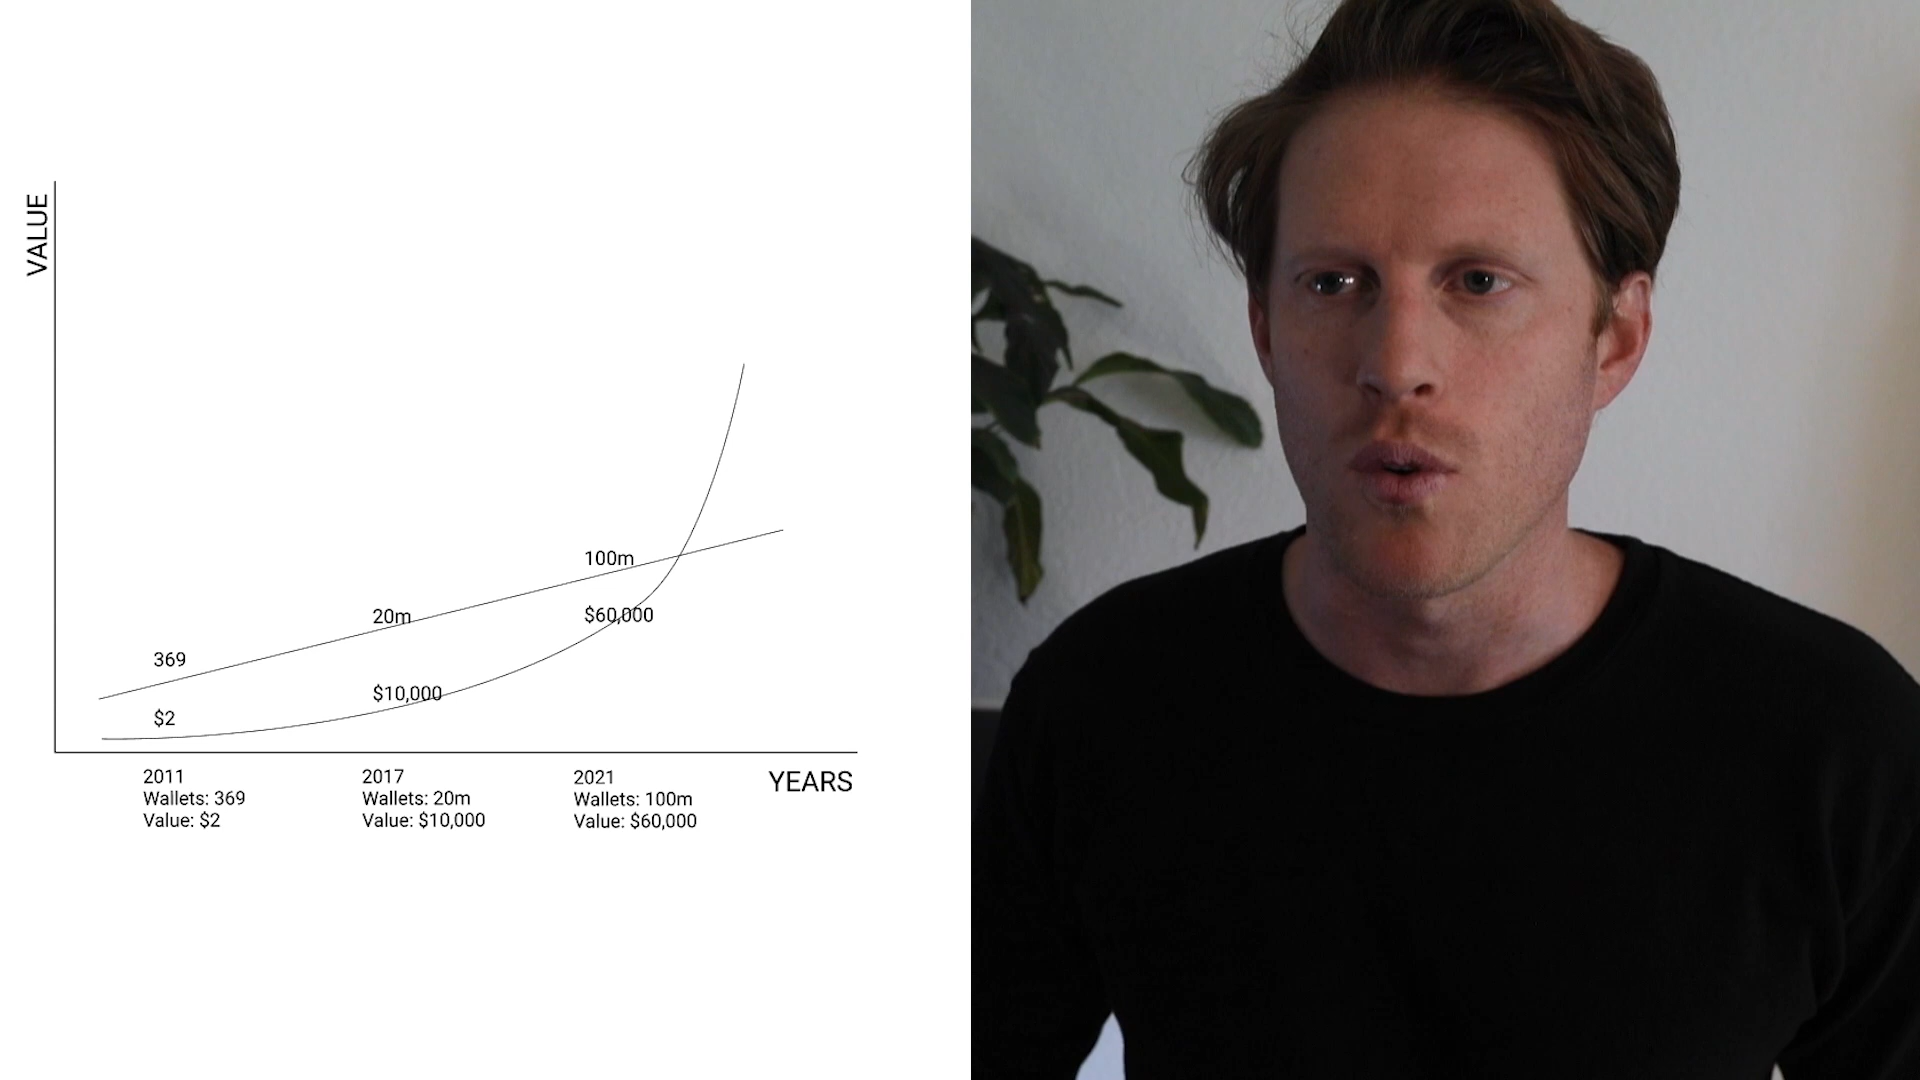 VALUE
100m
$60,000
20m
369
$10,000
$2
2011
Wallets: 369
Value: $2
2017
Wallets: 20m
Value: $10,000
2021
Wallets: 100m
Value: $60,000
YEARS